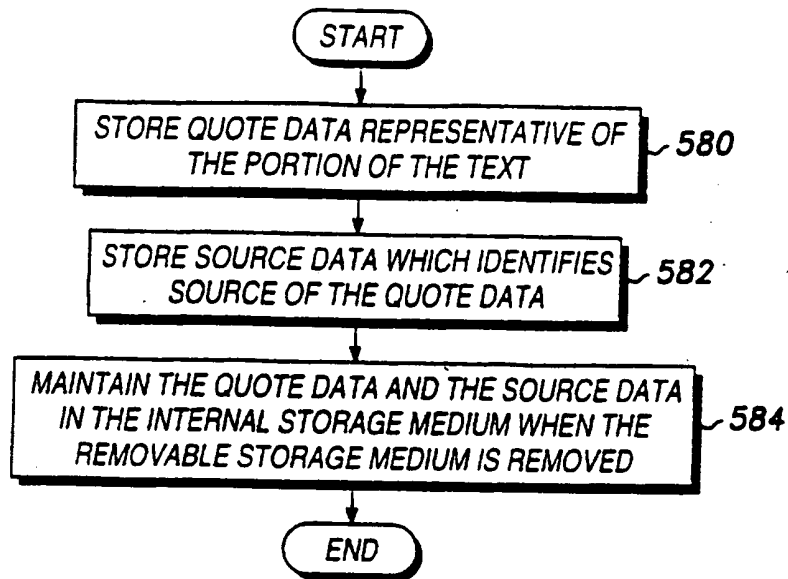 START
STORE QUOTE DATA REPRESENTATIVE OF
THE PORTION OF THE TEXT
580
STORE SOURCE DATA WHICH IDENTIFIES
SOURCE OF THE QUOTE DATA
582
MAINTAIN THE QUOTE DATA AND THE SOURCE DATA
IN THE INTERNAL STORAGE MEDIUM WHEN THE
REMOVABLE STORAGE MEDIUM IS REMOVED
584
END